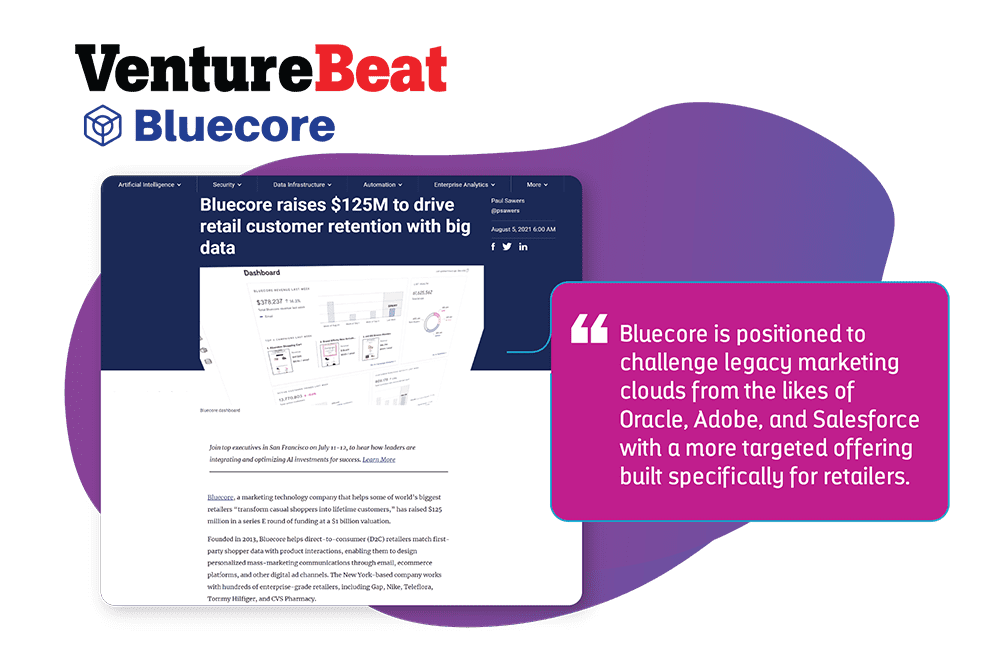 VentureBeat
Bluecore
Artificial Intelligence Security Data Infrastructure Automation Enterprise Analytics More
Bluecore raises $125M to drive
retail customer retention with big
data
Paul Sawers
@psawers
August 5, 2021 6:00 AM
Dashboard
BLUECORE REVENUE LAST WEEK
$378,237
Bluecore dashboard
Join top executives in San Francisco on July 11-12, to hear how leaders are
integrating and optimizing AI investments for success. Learn More
Bluecore, a marketing technology company that helps some of world's biggest
retailers "transform casual shoppers into lifetime customers," has raised $125
million in a series E round of funding at a $1 billion valuation.
Founded in 2013, Bluecore helps direct-to-consumer (D2C) retailers match first-
party shopper data with product interactions, enabling them to design
personalized mass-marketing communications through email, ecommerce
platforms, and other digital ad channels. The New York-based company works
with hundreds of enterprise-grade retailers, including Gap, Nike, Teleflora,
Tommy Hilfiger, and CVS Pharmacy.
“ Bluecore is positioned to
challenge legacy marketing
clouds from the likes of
Oracle, Adobe, and Salesforce
with a more targeted offering
built specifically for retailers.